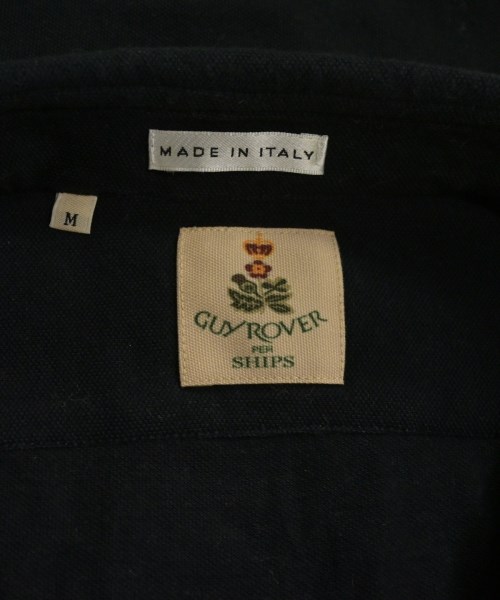 MADE IN ITALY
M
GUY ROVER
PER
SHIPS